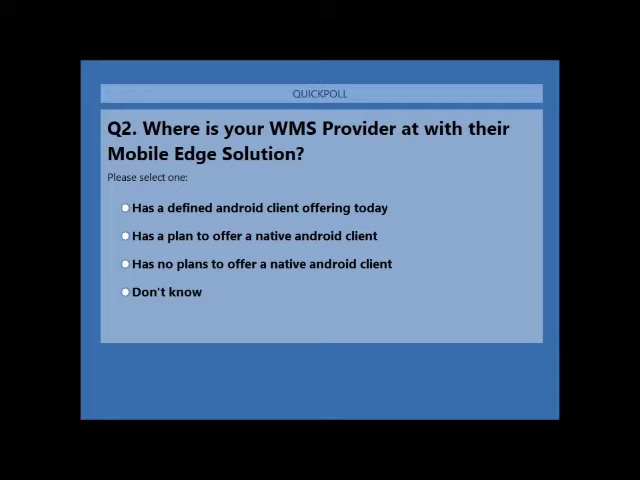 QUICKPOLL
Q2. Where is your WMS Provider at with their
Mobile Edge Solution?
Please select one:
Has a defined android client offering today
Has a plan to offer a native android client
Has no plans to offer a native android client
Don't know